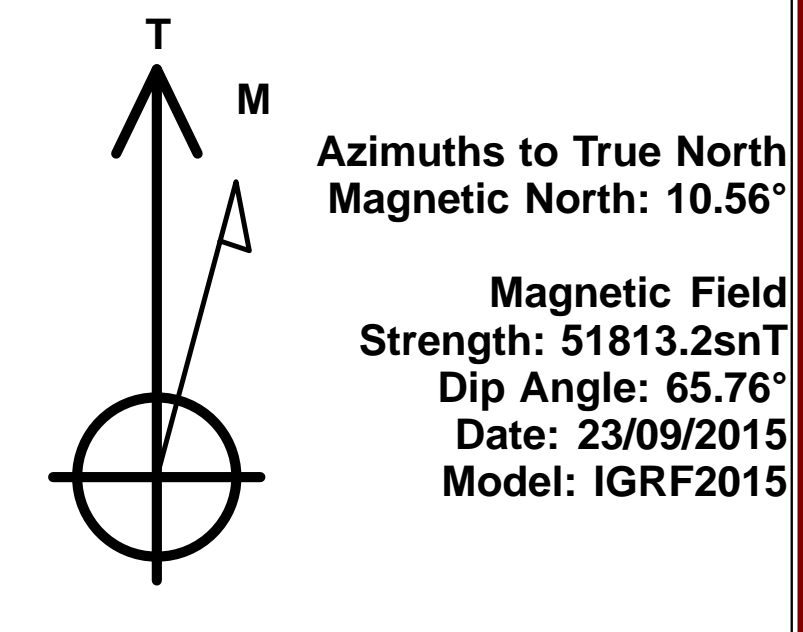 T
M
Azimuths to True North
Magnetic North: 10.56°
Magnetic Field
Strength: 51813.2snT
Dip Angle: 65.76°
Date: 23/09/2015
Model: IGRF2015